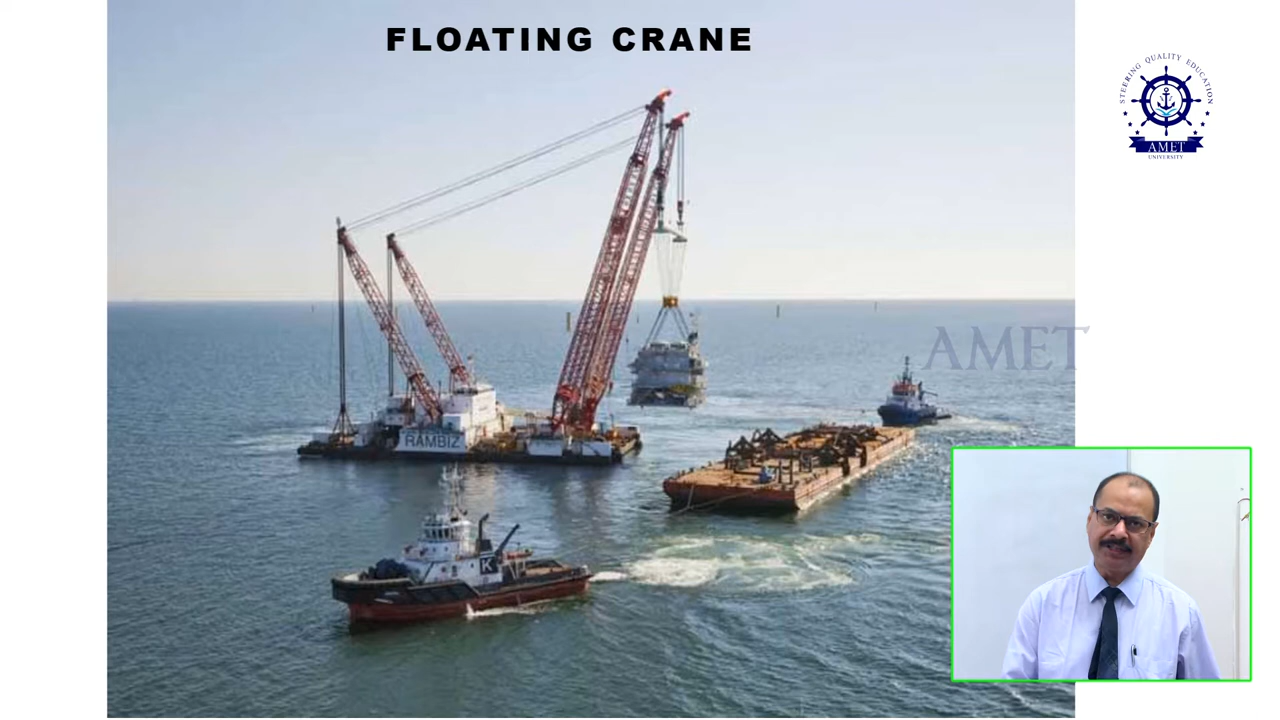 FLOATING CRANE
STEERING QUALITY EDUCATION
AMET
UNIVERSITY
AMET
RAMBIZ
K